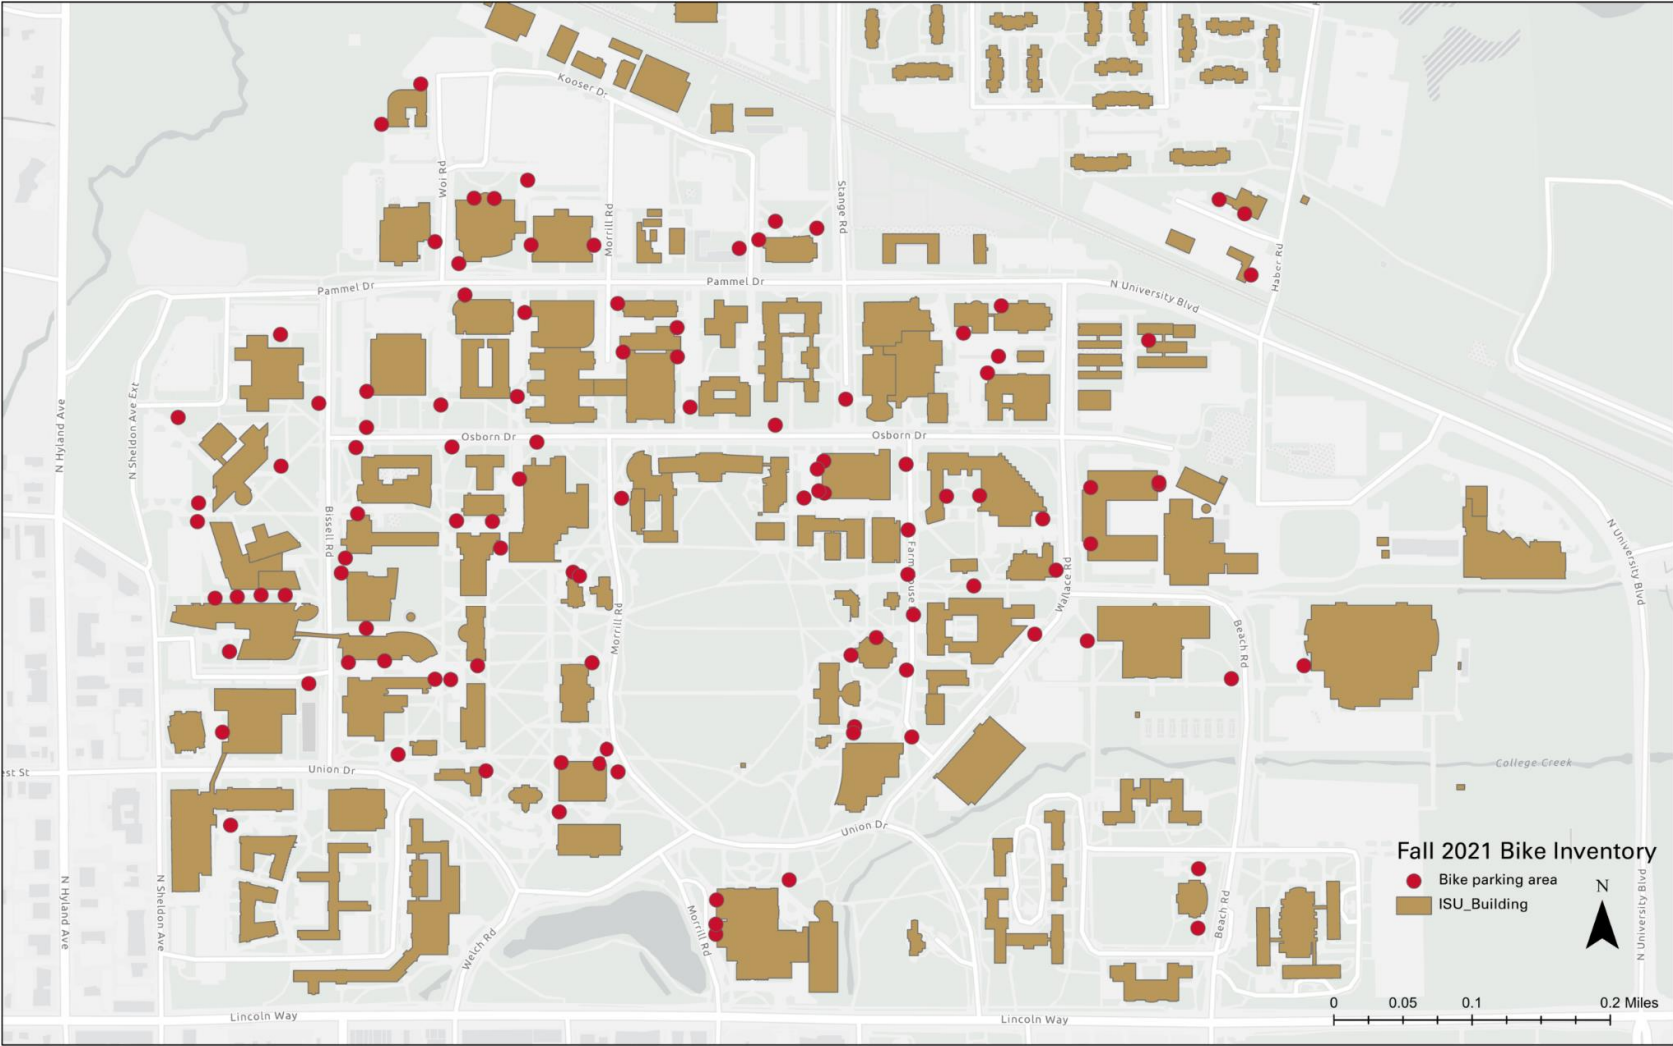 Kooser Dr
Woi Rd
Morrill Rd
Stange Rd
Haber Rd
Pammel Dr
Pammel Dr
N University Blvd
N Hyland Ave
N Sheldon Ave Ext
Osborn Dr
Osborn Dr
Bissell Rd
Farm House
N University Blvd
Wallace Rd
Morrill Rd
Beach Rd
est St
Union Dr
College Creek
Union Dr
Fall 2021 Bike Inventory
Bike parking area
ISU_Building
N
N Hyland Ave
N Sheldon Ave
Welch Rd
Morrill Rd
Beach Rd
N University Blvd
0 0.05 0.1 0.2 Miles
Lincoln Way
Lincoln Way